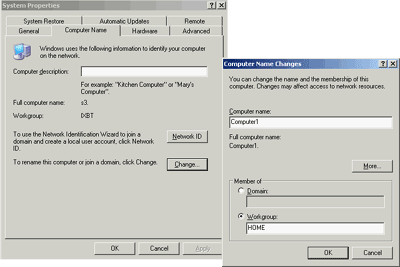 System Properties
System Restore
Automatic Updates
Remote
General
Computer Name
Hardware
Advanced
Windows uses the following information to identify your computer
on the network.
Computer description:
For example: "Kitchen Computer" or "Mary's
Computer".
Full computer name:
s3.
Workgroup:
IXBT
To use the Network Identification Wizard to join a
domain and create a local user account, click Network
ID.
Network ID
To rename this computer or join a domain, click Change.
Change...
OK
Cancel
Apply
Computer Name Changes
You can change the name and the membership of this
computer. Changes may affect access to network resources.
Computer name:
Computer1
Full computer name:
Computer1.
More...
Member of
Domain:
Workgroup:
HOME
OK
Cancel